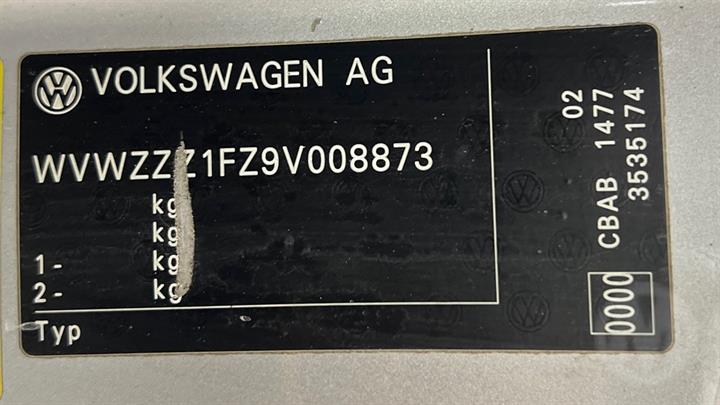 VOLKSWAGEN AG
WVWZZZ1FZ9V008873
kg
kg
1- kg
2- kg
Typ
02
CBAB 1477
3535174
0000